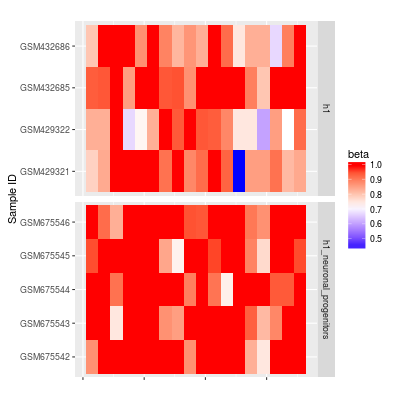 GSM432686
GSM432685
GSM429322
GSM429321
h1
GSM675546
GSM675545
GSM675544
GSM675543
GSM675542
h1_neuronal_progenitors
Sample ID
beta
1.0
0.9
0.8
0.7
0.6
0.5